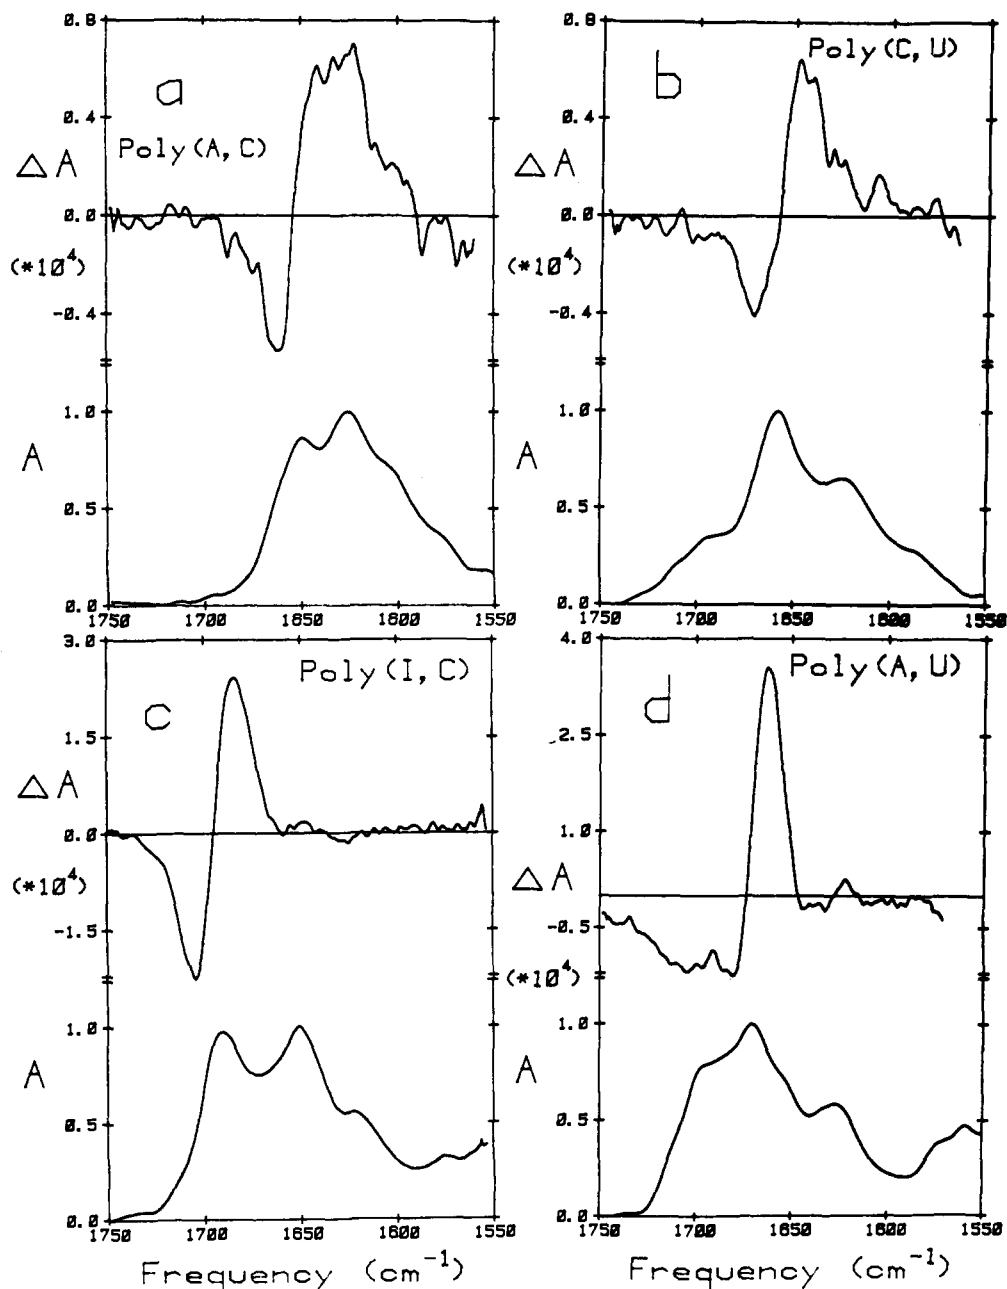 0.8
a
0.4
Poly(A,C)
ΔA
0.0
(*10⁴)
-0.4
1.0
A
0.5
0.0
1750 1700 1650 1600 1550
0.8
Poly(C,U)
b
0.4
ΔA
0.0
(*10⁴)
-0.4
1.0
A
0.5
0.0
1750 1700 1650 1600 1550
3.0
Poly(I,C)
c
1.5
ΔA
0.0
(*10⁴)
-1.5
1.0
A
0.5
0.0
1750 1700 1650 1600 1550
Frequency (cm⁻¹)
4.0
Poly(A,U)
d
2.5
1.0
ΔA
-0.5
(*10⁴)
1.0
A
0.5
0.0
1750 1700 1650 1600 1550
Frequency (cm⁻¹)